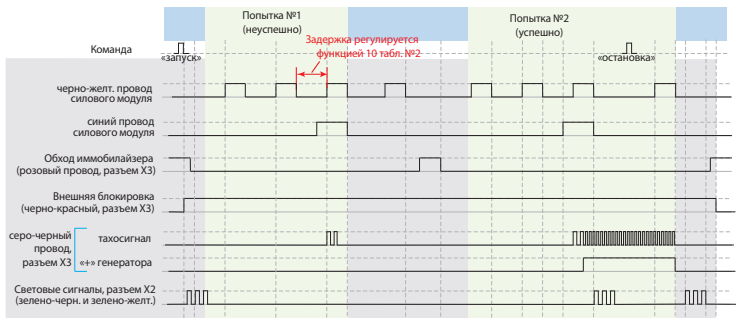 Попытка №1
(неуспешно)
Попытка №2
(успешно)
Задержка регулируется
функцией 10 табл. №2
Команда
«запуск»
«остановка»
черно-желт. провод
силового модуля
синий провод
силового модуля
Обход иммобилайзера
(розовый провод, разъем X3)
Внешняя блокировка
(черно-красный, разъем X3)
серо-черный
провод,
разъем X3
тахосигнал
«+» генератора
Световые сигналы, разъем X2
(зелено-черн. и зелено-желт.)